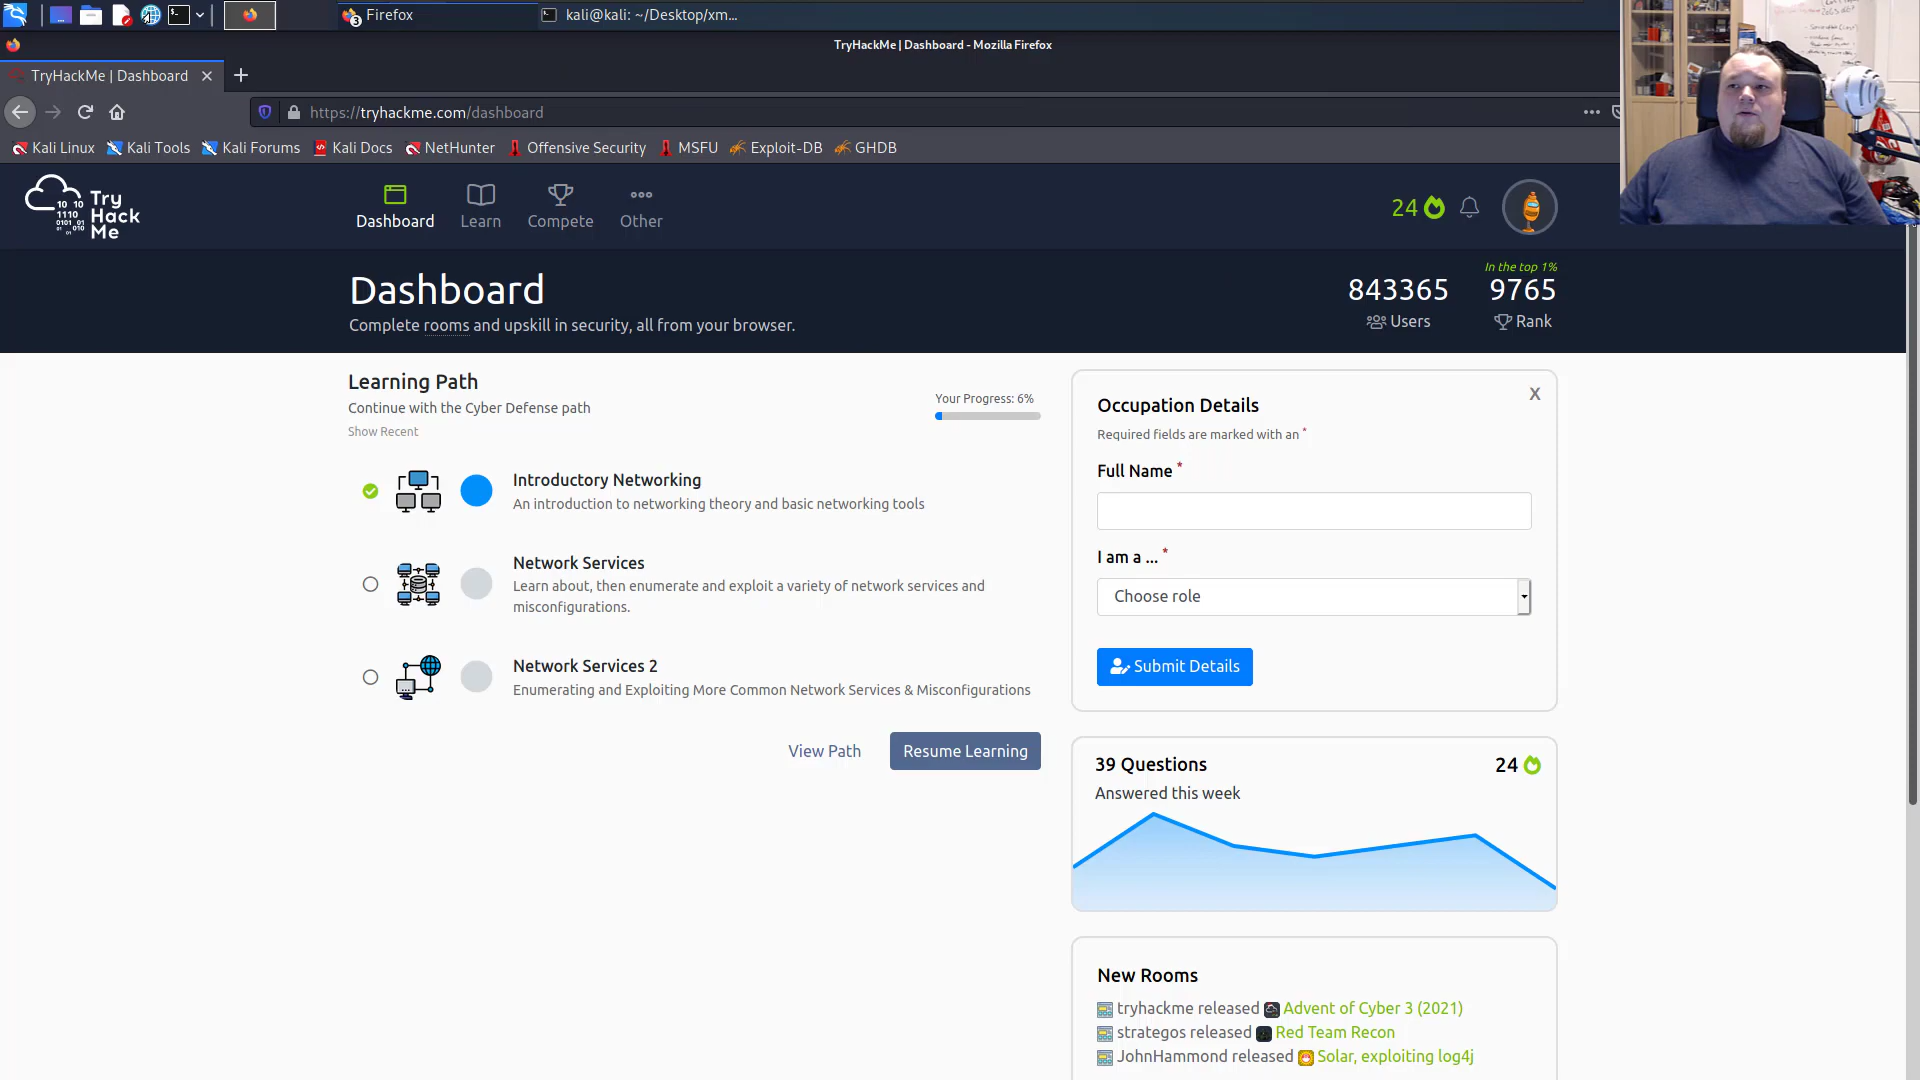 Firefox
3
kali@kali: ~/Desktop/xm...
TryHackMe | Dashboard - Mozilla Firefox
TryHackMe | Dashboard
https://tryhackme.com/dashboard
Kali Linux
Kali Tools
Kali Forums
Kali Docs
NetHunter
Offensive Security
MSFU
Exploit-DB
GHDB
Try
Hack
Me
Dashboard
Learn
Compete
Other
24
Dashboard
Complete rooms and upskill in security, all from your browser.
843365
Users
In the top 1%
9765
Rank
Learning Path
Continue with the Cyber Defense path
Show Recent
Your Progress: 6%
Introductory Networking
An introduction to networking theory and basic networking tools
Network Services
Learn about, then enumerate and exploit a variety of network services and
misconfigurations.
Network Services 2
Enumerating and Exploiting More Common Network Services & Misconfigurations
View Path
Resume Learning
X
Occupation Details
Required fields are marked with an *
Full Name *
I am a ... *
Choose role
Submit Details
39 Questions
24
Answered this week
New Rooms
tryhackme released Advent of Cyber 3 (2021)
strategos released Red Team Recon
JohnHammond released Solar, exploiting log4j